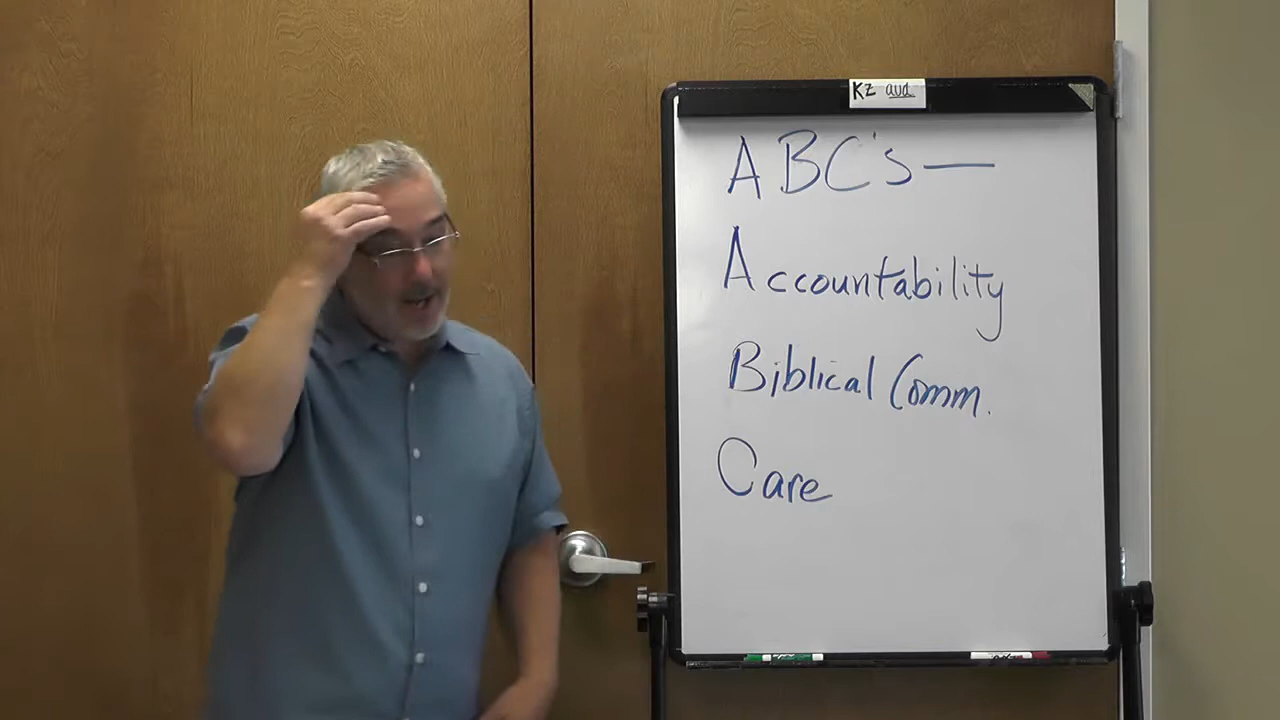 KZ aud.
ABC's —
Accountability
Biblical Comm.
Care